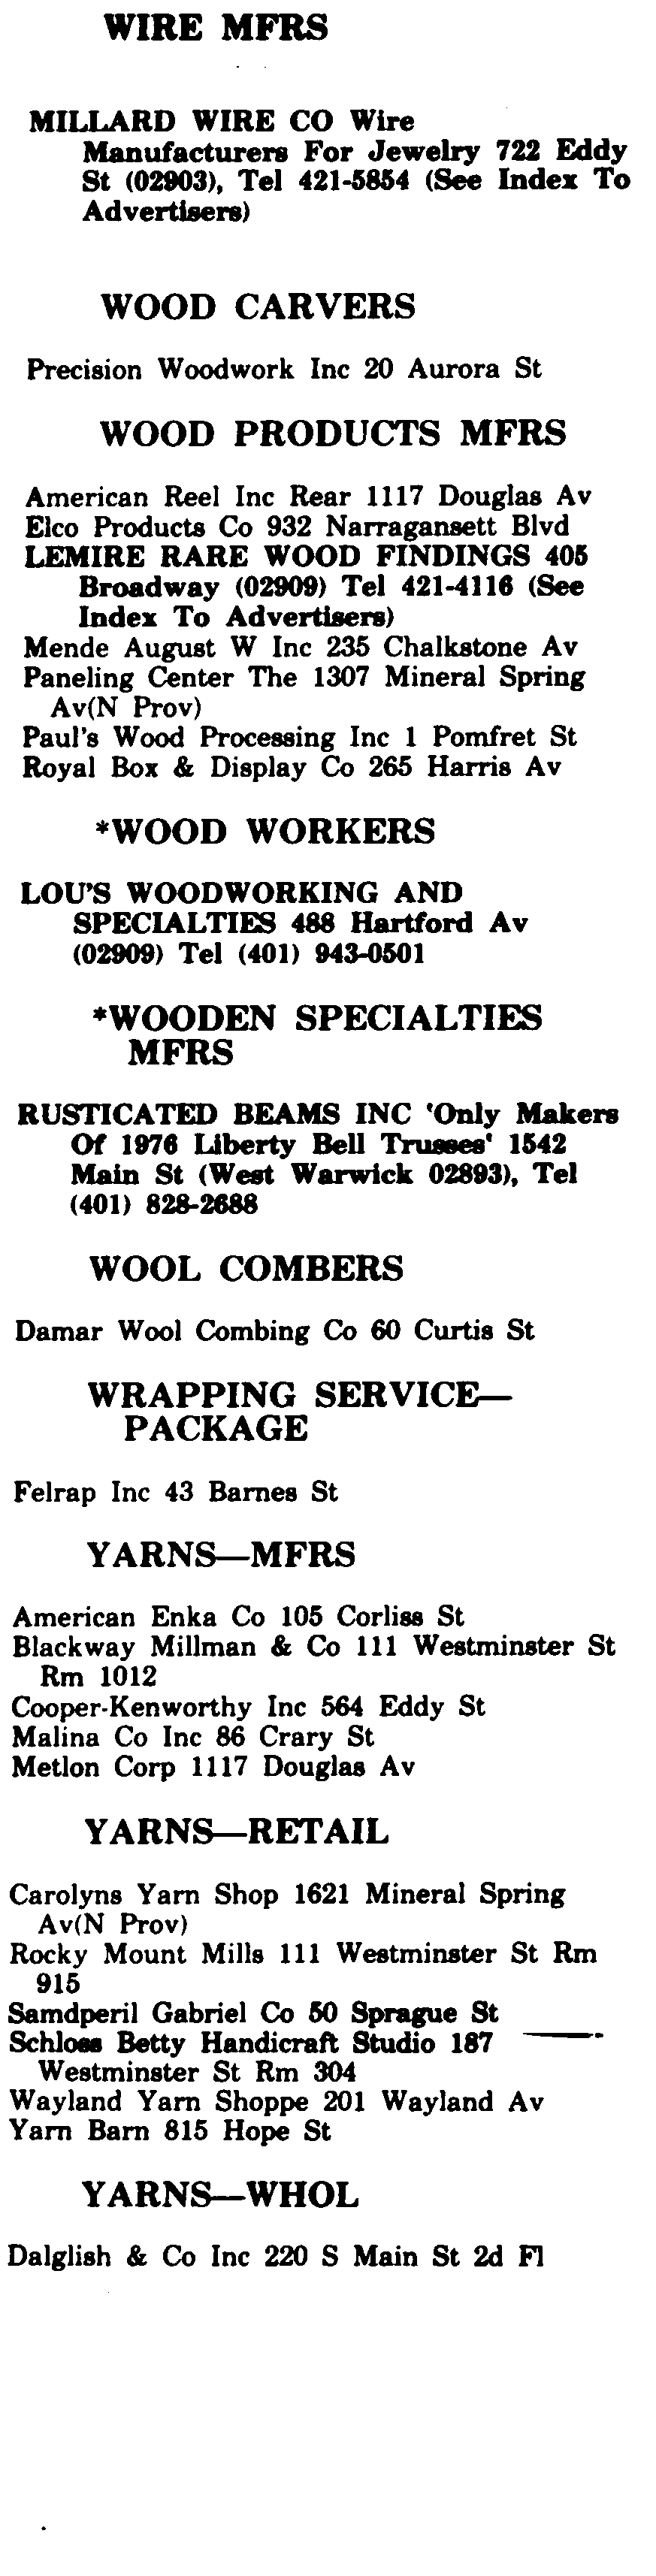 WIRE MFRS
MILLARD WIRE CO Wire
Manufacturers For Jewelry 722 Eddy
St (02903), Tel 421-5854 (See Index To
Advertisers)
WOOD CARVERS
Precision Woodwork Inc 20 Aurora St
WOOD PRODUCTS MFRS
American Reel Inc Rear 1117 Douglas Av
Elco Products Co 932 Narragansett Blvd
LEMIRE RARE WOOD FINDINGS 405
Broadway (02909) Tel 421-4116 (See
Index To Advertisers)
Mende August W Inc 235 Chalkstone Av
Paneling Center The 1307 Mineral Spring
Av(N Prov)
Paul's Wood Processing Inc 1 Pomfret St
Royal Box & Display Co 265 Harris Av
*WOOD WORKERS
LOU'S WOODWORKING AND
SPECIALTIES 488 Hartford Av
(02909) Tel (401) 943-0501
*WOODEN SPECIALTIES
MFRS
RUSTICATED BEAMS INC 'Only Makers
Of 1976 Liberty Bell Trusses' 1542
Main St (West Warwick 02893), Tel
(401) 828-2688
WOOL COMBERS
Damar Wool Combing Co 60 Curtis St
WRAPPING SERVICE—
PACKAGE
Felrap Inc 43 Barnes St
YARNS—MFRS
American Enka Co 105 Corliss St
Blackway Millman & Co 111 Westminster St
Rm 1012
Cooper-Kenworthy Inc 564 Eddy St
Malina Co Inc 86 Crary St
Metlon Corp 1117 Douglas Av
YARNS—RETAIL
Carolyns Yarn Shop 1621 Mineral Spring
Av(N Prov)
Rocky Mount Mills 111 Westminster St Rm
915
Samdperil Gabriel Co 50 Sprague St
Schloss Betty Handicraft Studio 187
Westminster St Rm 304
Wayland Yarn Shoppe 201 Wayland Av
Yarn Barn 815 Hope St
YARNS—WHOL
Dalglish & Co Inc 220 S Main St 2d Fl